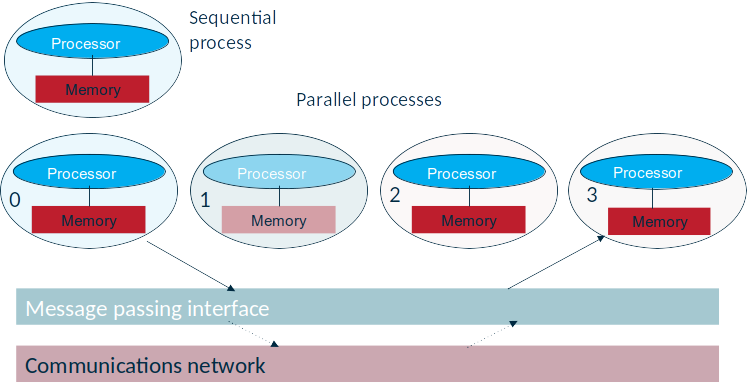 Sequential
process
Processor
Memory
Parallel processes
Processor
Processor
Processor
Processor
0
1
2
3
Memory
Memory
Memory
Memory
Message passing interface
Communications network